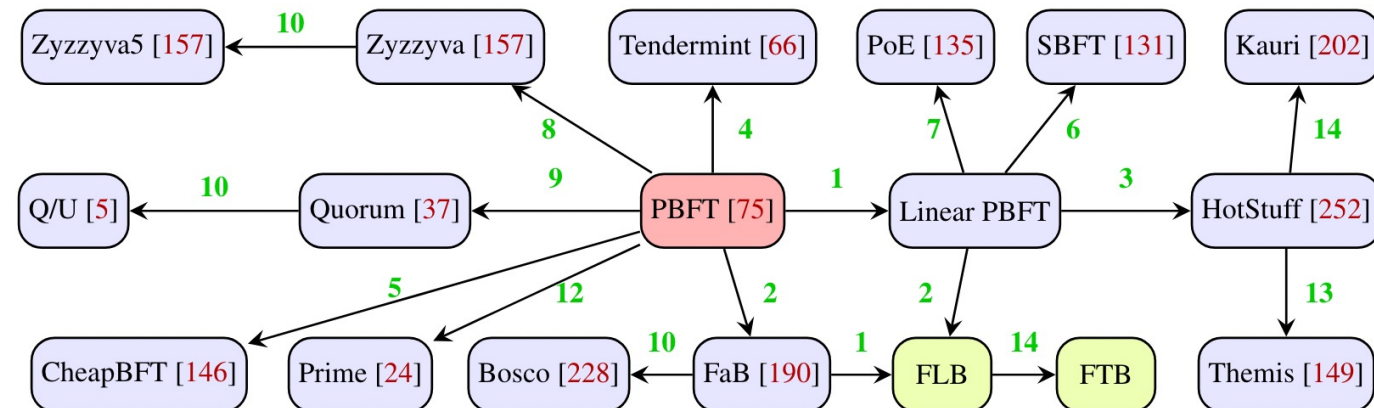 10
Zyzzyva5 [157]
Zyzzyva [157]
Tendermint [66]
PoE [135]
SBFT [131]
Kauri [202]
8
4
7
6
14
10
9
1
3
Q/U [5]
Quorum [37]
PBFT [75]
Linear PBFT
HotStuff [252]
5
12
2
2
13
10
1
14
CheapBFT [146]
Prime [24]
Bosco [228]
FaB [190]
FLB
FTB
Themis [149]